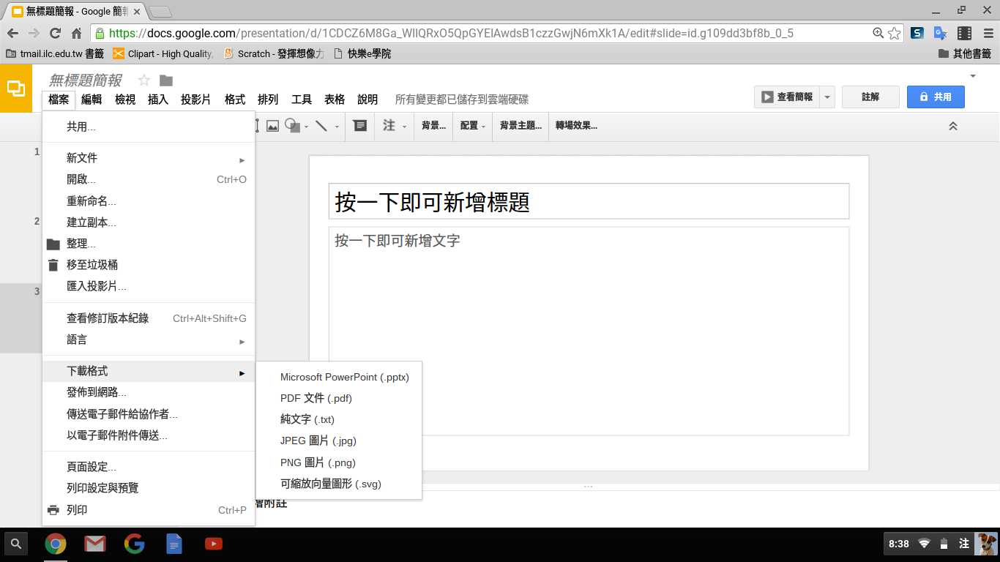 無標題簡報 - Google 簡報
https://docs.google.com/presentation/d/1CDCZ6M8Ga_WIIQRxO5QpGYEIAwdsB1czzGwjN6mXk1A/edit#slide=id.g109dd3bf8b_0_5
tmail.ilc.edu.tw 書籤 Clipart - High Quality, Scratch - 發揮想像力 快樂e學院 其他書籤
無標題簡報
檔案 編輯 檢視 插入 投影片 格式 排列 工具 表格 說明 所有變更都已儲存到雲端硬碟 查看簡報 註解 共用
注 背景... 配置 背景主題... 轉場效果...
共用...
新文件
開啟... Ctrl+O
重新命名...
建立副本...
整理...
移至垃圾桶
匯入投影片...
查看修訂版本紀錄 Ctrl+Alt+Shift+G
語言
下載格式
發佈到網路...
傳送電子郵件給協作者...
以電子郵件附件傳送...
頁面設定...
列印設定與預覽
列印 Ctrl+P
Microsoft PowerPoint (.pptx)
PDF 文件 (.pdf)
純文字 (.txt)
JPEG 圖片 (.jpg)
PNG 圖片 (.png)
可縮放向量圖形 (.svg)
1
2
3
按一下即可新增標題
按一下即可新增文字
增附註
8:38 注